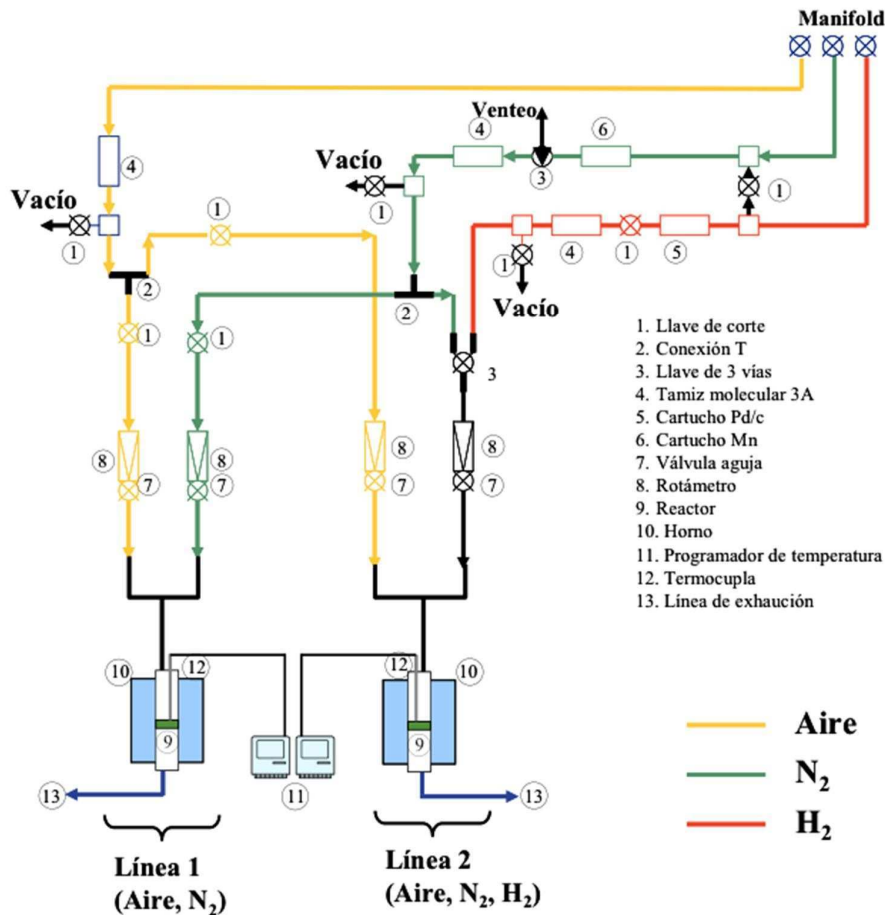 Manifold
Venteo
4
6
3
Vacío
1
1
4
Vacío
1
1
1
4
1
5
Vacío
2
2
1
1
3
1. Llave de corte
2. Conexión T
3. Llave de 3 vías
4. Tamiz molecular 3A
5. Cartucho Pd/c
6. Cartucho Mn
7. Válvula aguja
8. Rotámetro
9. Reactor
10. Horno
11. Programador de temperatura
12. Termocupla
13. Línea de exhaución
8
8
8
8
7
7
7
7
10
12
12
10
9
9
11
13
13
Aire
N₂
H₂
Línea 1
(Aire, N₂)
Línea 2
(Aire, N₂, H₂)